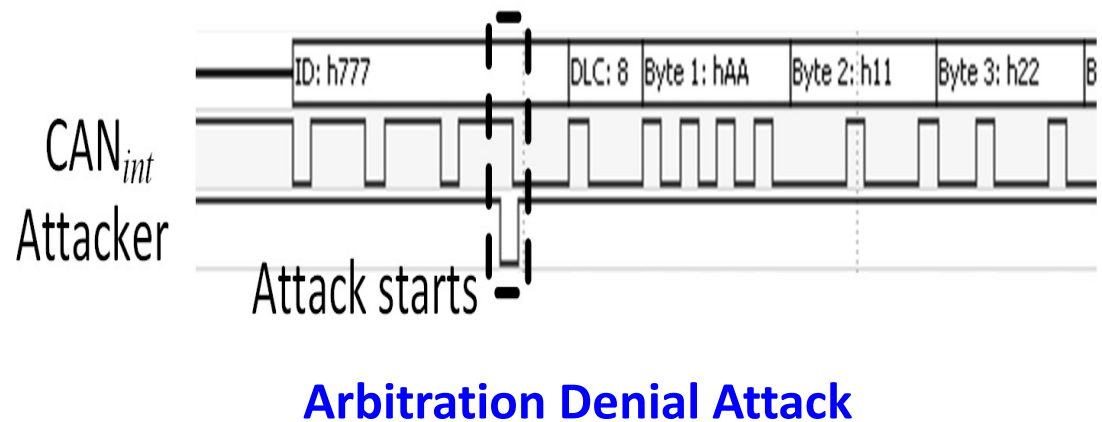 ID: h777 DLC: 8 Byte 1: hAA Byte 2: h11 Byte 3: h22 B
CANint
Attacker
Attack starts
Arbitration Denial Attack